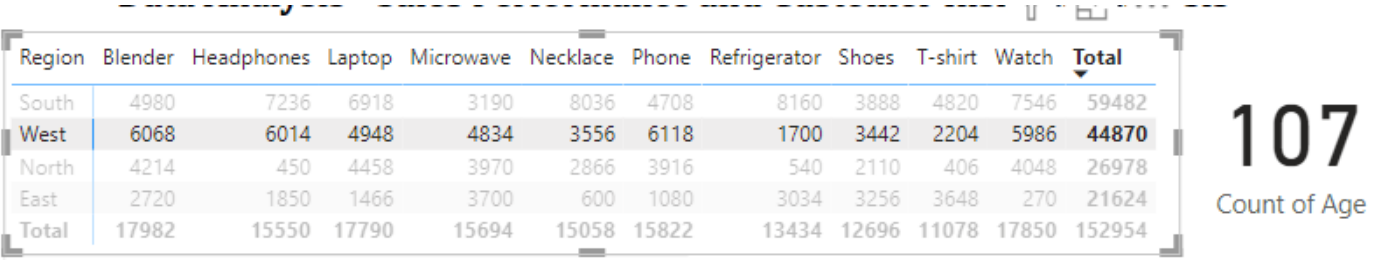 Region Blender Headphones Laptop Microwave Necklace Phone Refrigerator Shoes T-shirt Watch Total
South 4980 7236 6918 3190 8036 4708 8160 3888 4820 7546 59482
West 6068 6014 4948 4834 3556 6118 1700 3442 2204 5986 44870
North 4214 450 4458 3970 2866 3916 540 2110 406 4048 26978
East 2720 1850 1466 3700 600 1080 3034 3256 3648 270 21624
Total 17982 15550 17790 15694 15058 15822 13434 12696 11078 17850 152954
107
Count of Age